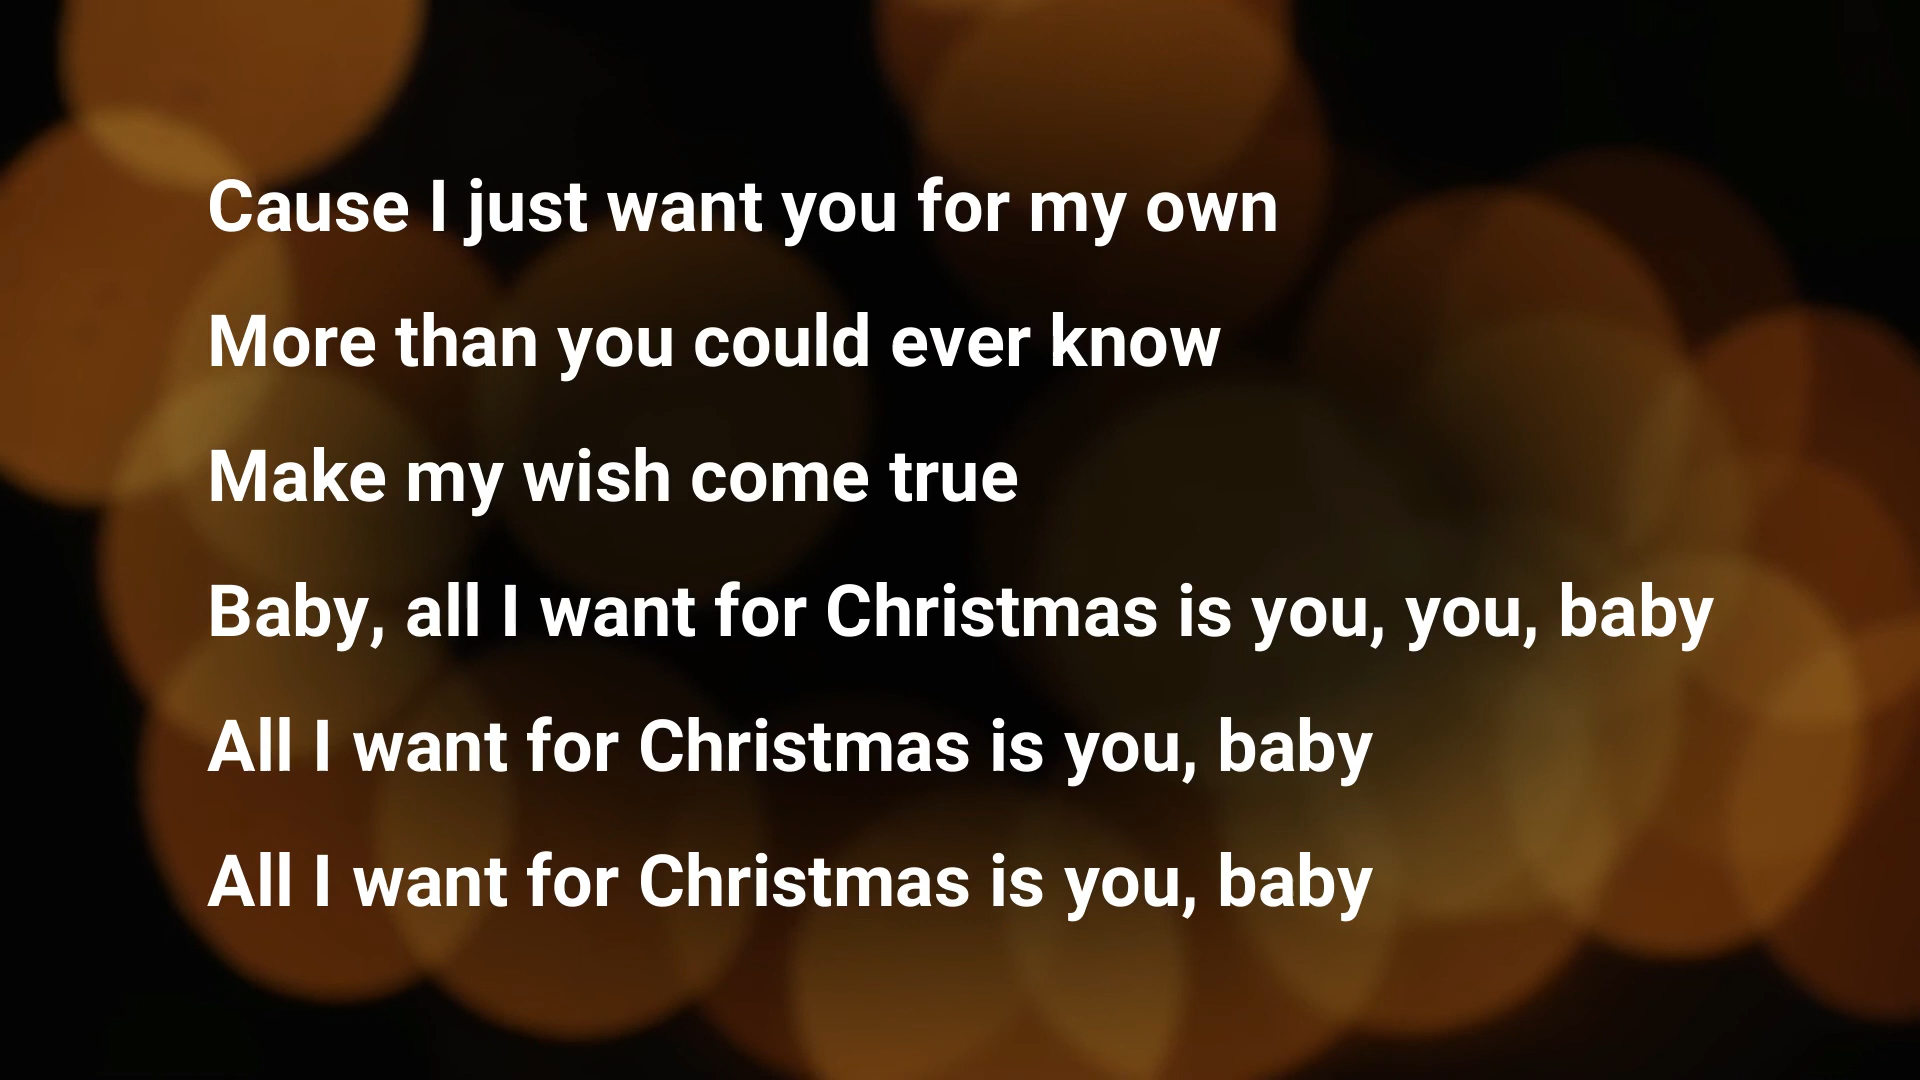 Cause I just want you for my own
More than you could ever know
Make my wish come true
Baby, all I want for Christmas is you, you, baby
All I want for Christmas is you, baby
All I want for Christmas is you, baby